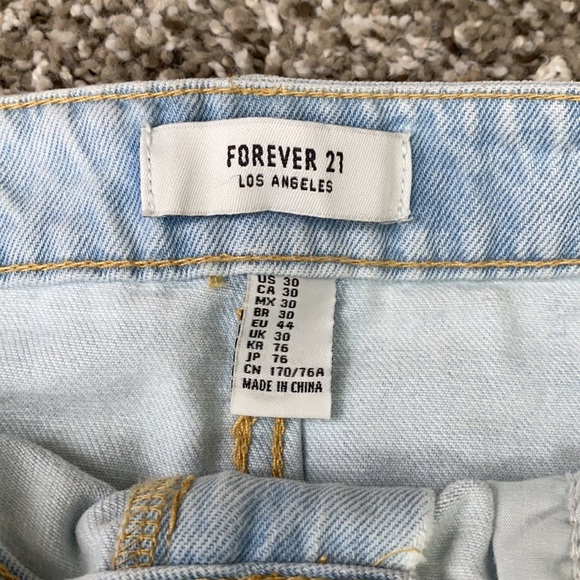 FOREVER 21
LOS ANGELES
US 30
CA 30
MX 30
BR 30
EU 44
UK 30
KR 76
JP 76
CN 170/76A
MADE IN CHINA